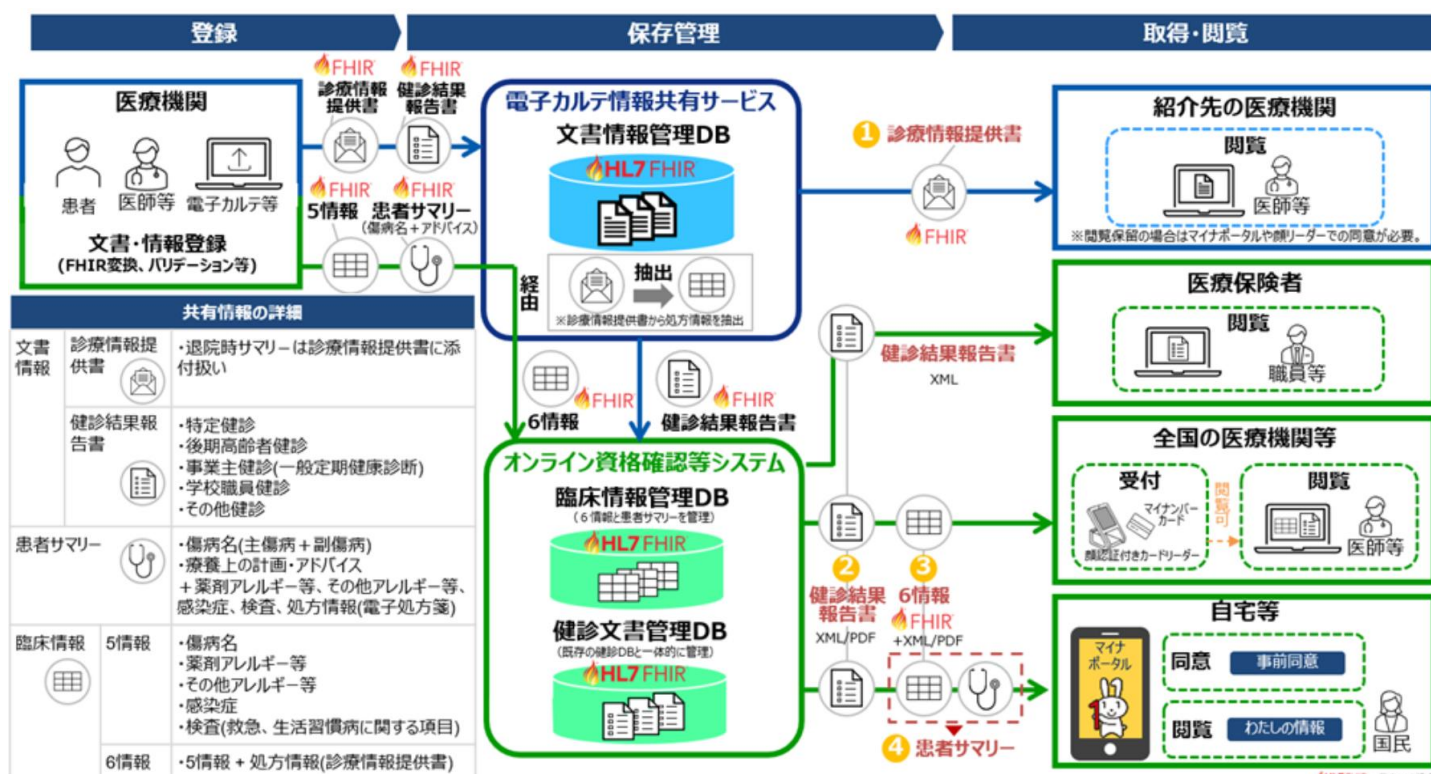 登録
保存管理
取得・閲覧
医療機関
患者
医師等
電子カルテ等
文書・情報登録
(FHIR変換、バリデーション等)
FHIR
診療情報
提供書
FHIR
健診結果
報告書
FHIR
5情報
FHIR
患者サマリー
(傷病名+アドバイス)
電子カルテ情報共有サービス
文書情報管理DB
HL7 FHIR
抽出
※診療情報提供書から処方情報を抽出
経由
6情報
FHIR
FHIR
健診結果報告書
オンライン資格確認等システム
臨床情報管理DB
(6情報と患者サマリーを管理)
HL7 FHIR
健診文書管理DB
(既存の健診DBと一体的に管理)
HL7 FHIR
1 診療情報提供書
FHIR
健診結果報告書
XML
2
健診結果
報告書
XML/PDF
3
6情報
FHIR
+XML/PDF
4 患者サマリー
紹介先の医療機関
閲覧
医師等
※閲覧保留の場合はマイナポータルや顔リーダーでの同意が必要。
医療保険者
閲覧
職員等
全国の医療機関等
受付
マイナンバー
カード
顔認証付きカードリーダー
閲覧可
閲覧
医師等
自宅等
マイナ
ポータル
同意
事前同意
閲覧
わたしの情報
国民
共有情報の詳細
文書
情報
診療情報提
供書
・退院時サマリーは診療情報提供書に添
付扱い
健診結果報
告書
・特定健診
・後期高齢者健診
・事業主健診(一般定期健康診断)
・学校職員健診
・その他健診
患者サマリー
・傷病名(主傷病+副傷病)
・療養上の計画・アドバイス
+薬剤アレルギー等、その他アレルギー等、
感染症、検査、処方情報(電子処方箋)
臨床情報
5情報
・傷病名
・薬剤アレルギー等
・その他アレルギー等
・感染症
・検査(救急、生活習慣病に関する項目)
6情報
・5情報+処方情報(診療情報提供書)